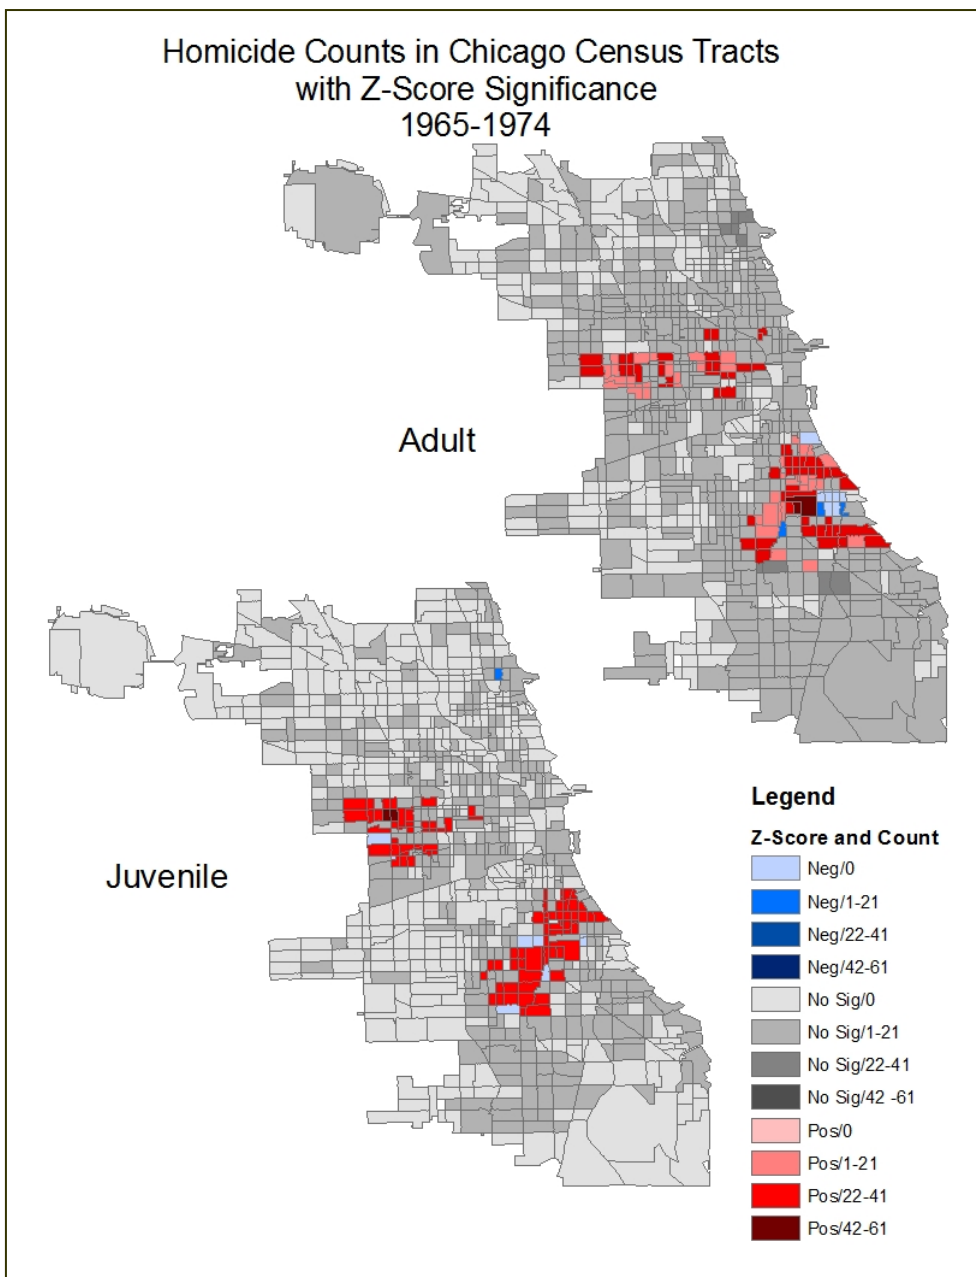 Homicide Counts in Chicago Census Tracts
with Z-Score Significance
1965-1974
Adult
Juvenile
Legend
Z-Score and Count
Neg/0
Neg/1-21
Neg/22-41
Neg/42-61
No Sig/0
No Sig/1-21
No Sig/22-41
No Sig/42 -61
Pos/0
Pos/1-21
Pos/22-41
Pos/42-61